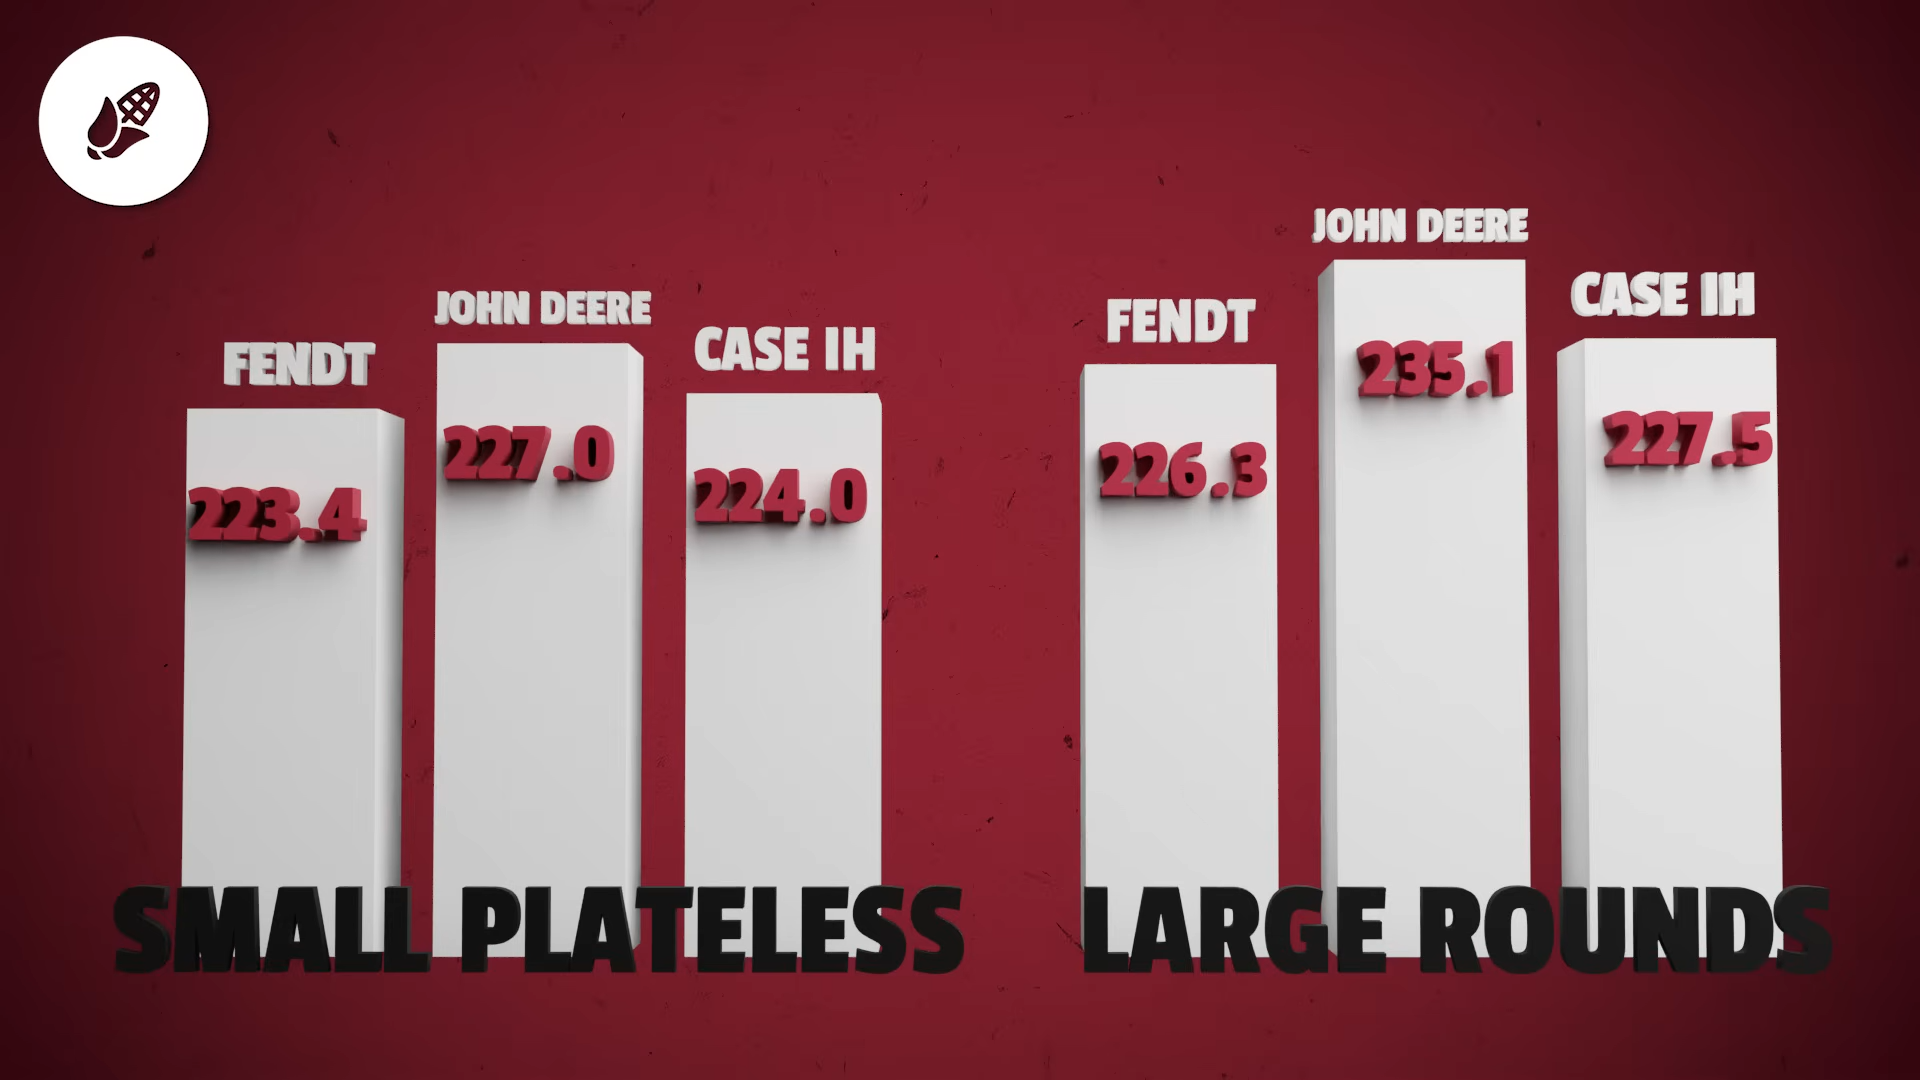 FENDT
223.4
JOHN DEERE
227.0
CASE IH
224.0
SMALL PLATELESS
FENDT
226.3
JOHN DEERE
235.1
CASE IH
227.5
LARGE ROUNDS